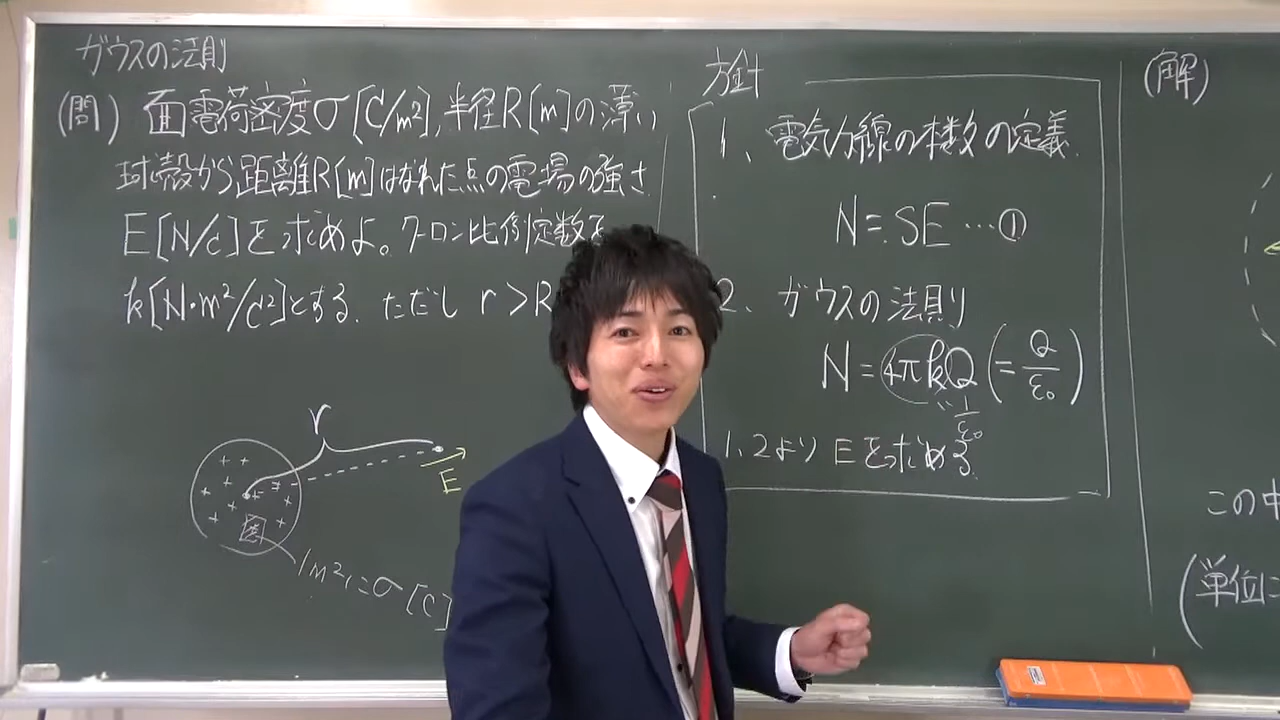 ガウスの法則
(問) 面電荷密度σ[C/m²],半径R[m]の薄い
球殻から距離R[m]はなれた点の電場の強さ
E[N/C]を求めよ。クーロン比例定数を
k[N・m²/C²]とする. ただし r>R
r
E
1m²に=σ[C]
方針
1、電気力線の本数の定義
N=SE…①
2、ガウスの法則
N=4πkQ(=Q/ε₀)
1/ε₀
1,2より Eを求める.
(解)
この中
(単位に